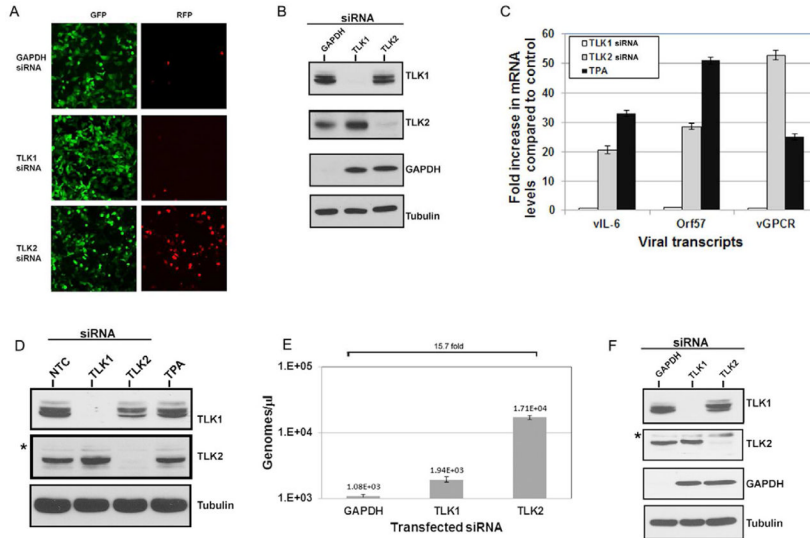 A
GFP
RFP
GAPDH
siRNA
TLK1
siRNA
TLK2
siRNA
B
siRNA
GAPDH
TLK1
TLK2
TLK1
TLK2
GAPDH
Tubulin
C
Fold increase in mRNA
levels compared to control
60
50
40
30
20
10
0
TLK1 siRNA
TLK2 siRNA
TPA
vIL-6
Orf57
vGPCR
Viral transcripts
D
siRNA
NTC
TLK1
TLK2
TPA
TLK1
*
TLK2
Tubulin
E
15.7 fold
Genomes/µl
1.E+05
1.E+04
1.E+03
1.08E+03
1.94E+03
1.71E+04
GAPDH
TLK1
TLK2
Transfected siRNA
F
siRNA
GAPDH
TLK1
TLK2
TLK1
*
TLK2
GAPDH
Tubulin